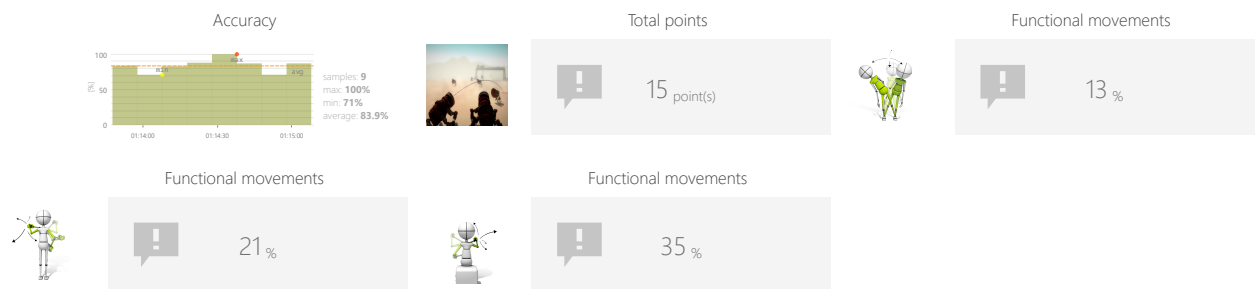 Accuracy
Total points
Functional movements
100
50
0
[%]
min
max
avg
samples: 9
max: 100%
min: 71%
average: 83.9%
01:14:00
01:14:30
01:15:00
15 point(s)
13 %
Functional movements
Functional movements
21 %
35 %